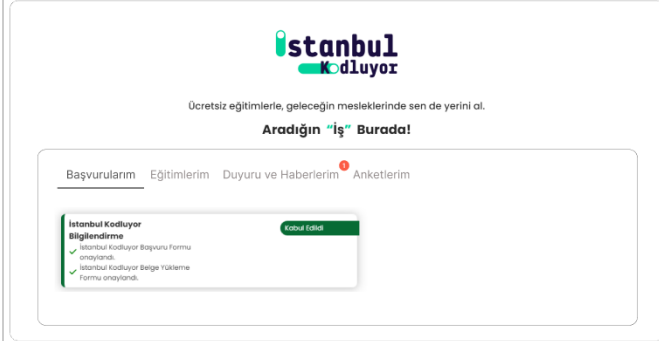 istanbul
Kodluyor
Ücretsiz eğitimlerle, geleceğin mesleklerinde sen de yerini al.
Aradığın “İş” Burada!
Başvurularım Eğitimlerim Duyuru ve Haberlerim 1 Anketlerim
İstanbul Kodluyor
Bilgilendirme
Kabul Edildi
İstanbul Kodluyor Başvuru Formu
onaylandı.
İstanbul Kodluyor Belge Yükleme
Formu onaylandı.